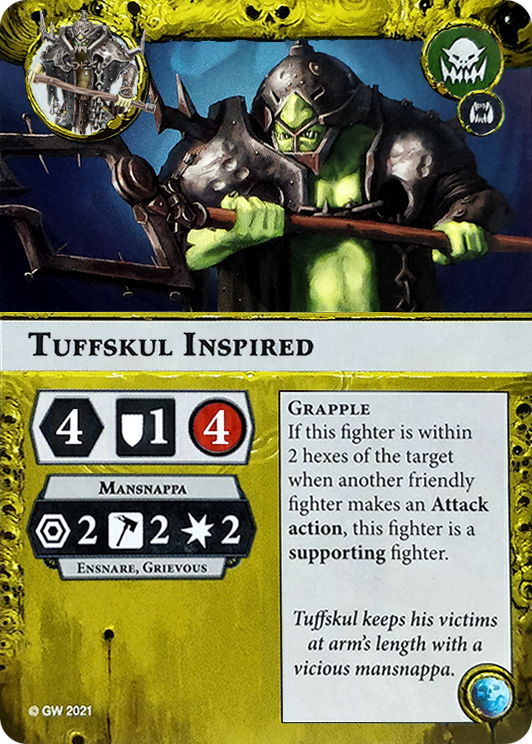 TUFFSKUL INSPIRED
4 1 4
MANSNAPPA
2 2 2
ENSNARE, GRIEVOUS
GRAPPLE
If this fighter is within
2 hexes of the target
when another friendly
fighter makes an Attack
action, this fighter is a
supporting fighter.
Tuffskul keeps his victims
at arm's length with a
vicious mansnappa.
© GW 2021